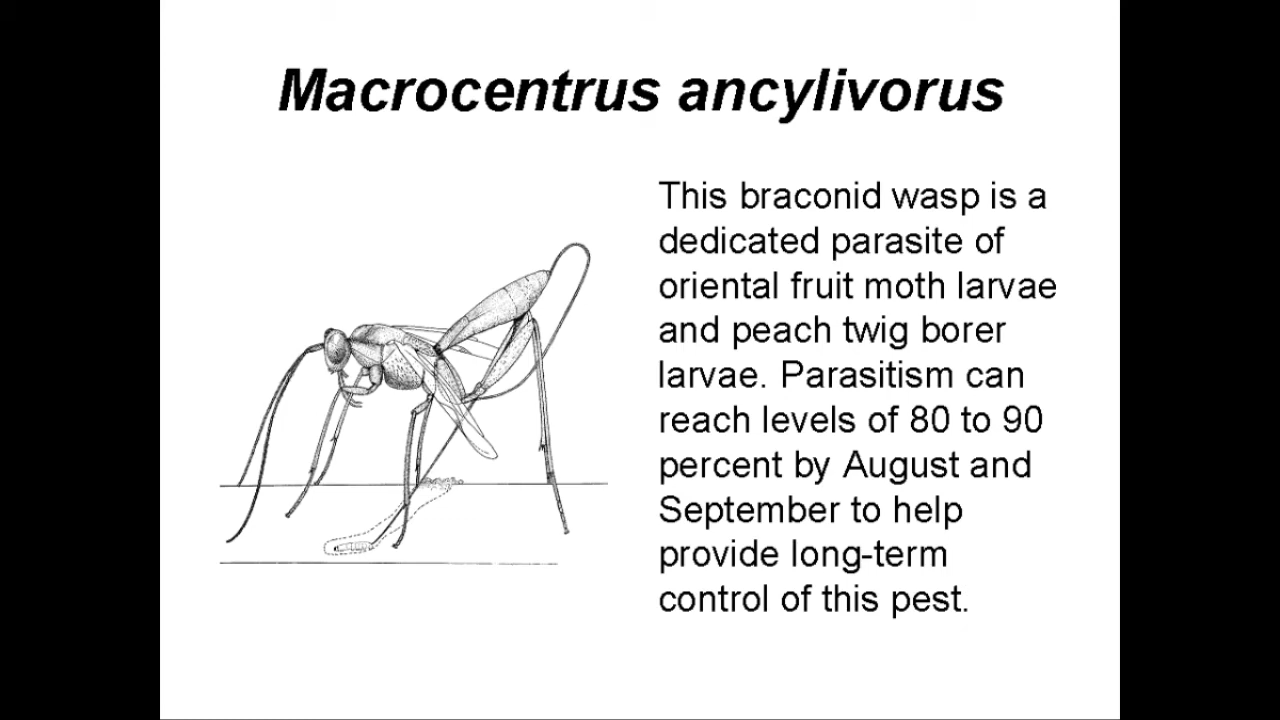 Macrocentrus ancylivorus
This braconid wasp is a
dedicated parasite of
oriental fruit moth larvae
and peach twig borer
larvae. Parasitism can
reach levels of 80 to 90
percent by August and
September to help
provide long-term
control of this pest.